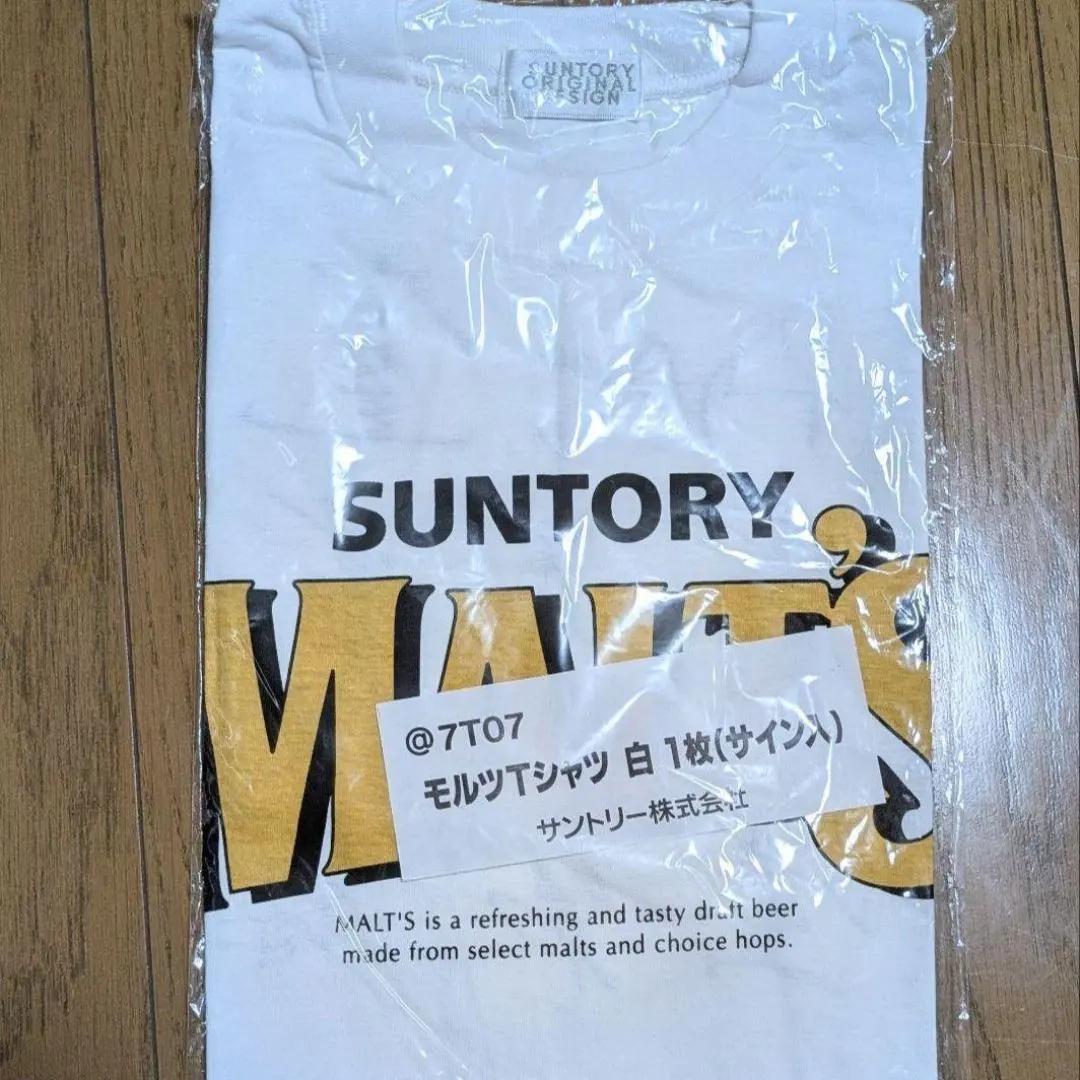 SUNTORY
ORIGINAL
DESIGN
SUNTORY
MALT'S
@7T07
モルツTシャツ 白 1枚(サイン入)
サントリー株式会社
MALT'S is a refreshing and tasty draft beer
made from select malts and choice hops.